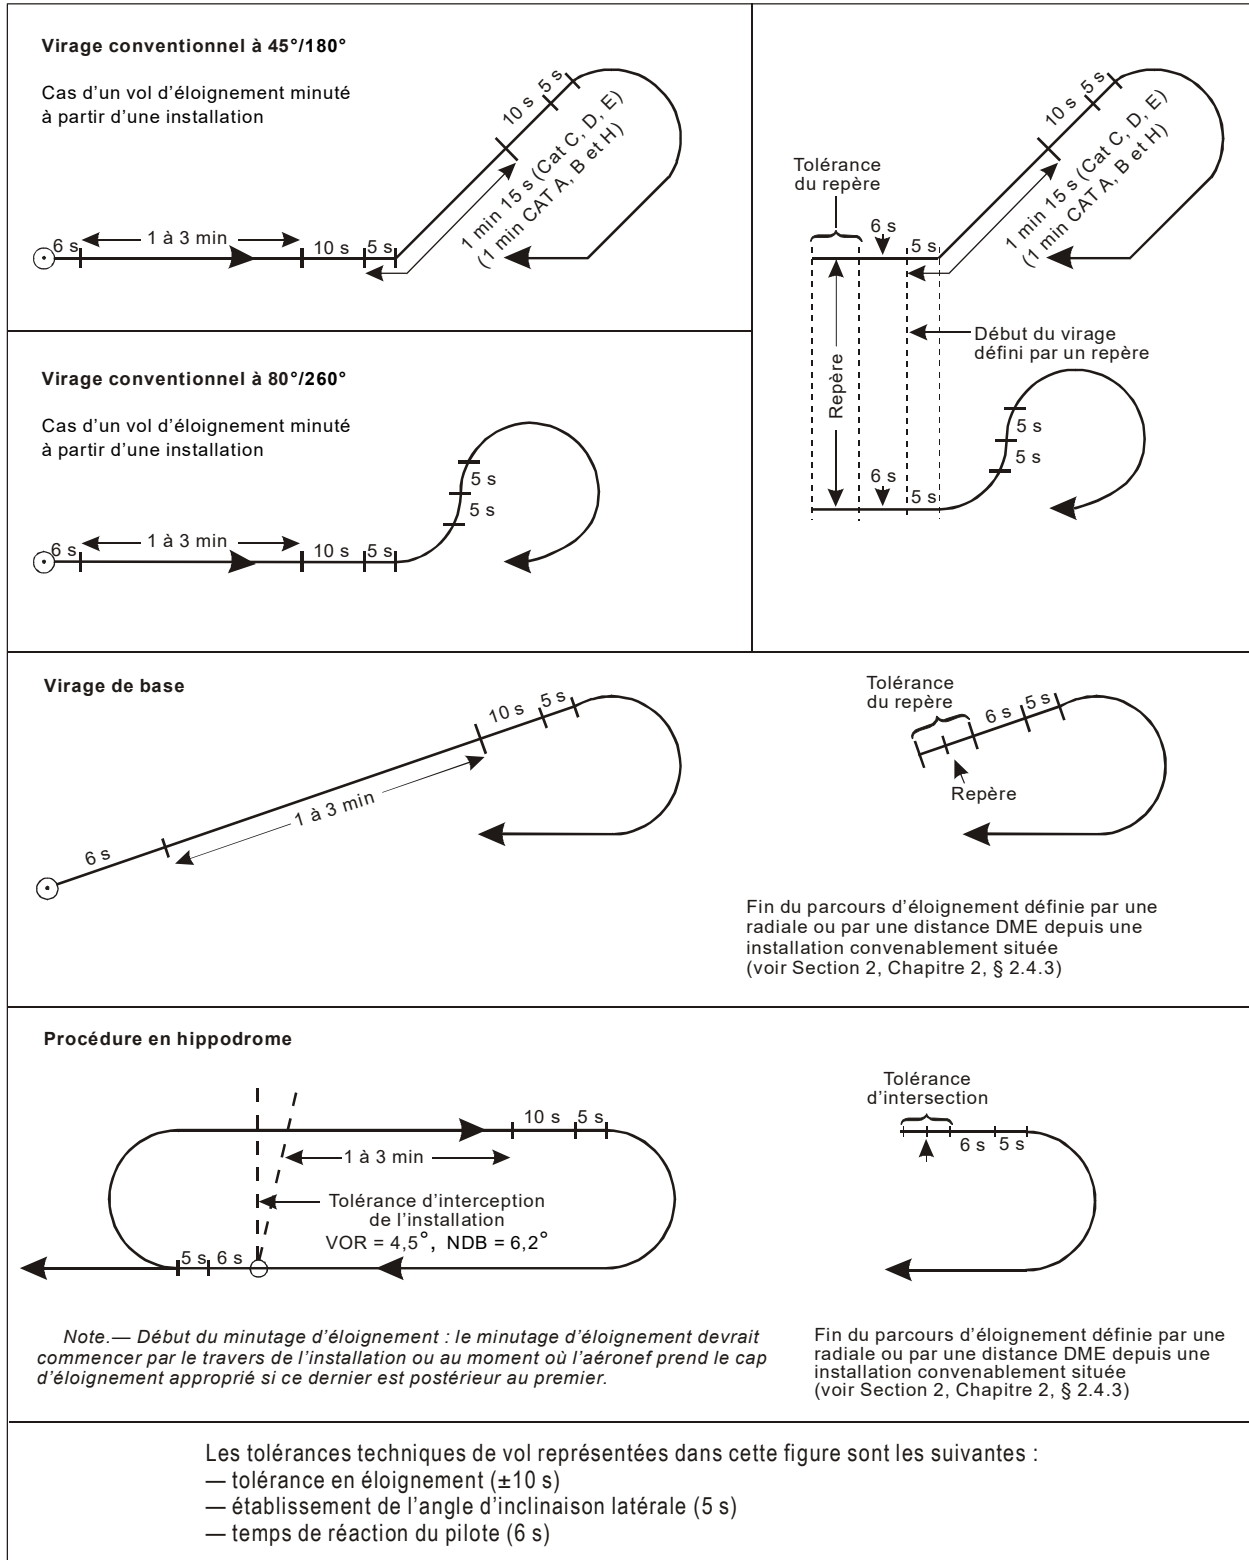 Virage conventionnel à 45°/180°
Cas d'un vol d'éloignement minuté
à partir d'une installation
6 s
1 à 3 min
10 s
5 s
10 s
5 s
1 min 15 s (Cat C, D, E)
(1 min CAT A, B et H)
Virage conventionnel à 80°/260°
Cas d'un vol d'éloignement minuté
à partir d'une installation
6 s
1 à 3 min
10 s
5 s
5 s
5 s
Tolérance
du repère
6 s
5 s
10 s
5 s
1 min 15 s (Cat C, D, E)
(1 min CAT A, B et H)
Repère
Début du virage
défini par un repère
6 s
5 s
5 s
5 s
Virage de base
6 s
1 à 3 min
10 s
5 s
Tolérance
du repère
6 s
5 s
Repère
Fin du parcours d'éloignement définie par une
radiale ou par une distance DME depuis une
installation convenablement située
(voir Section 2, Chapitre 2, § 2.4.3)
Procédure en hippodrome
10 s
5 s
1 à 3 min
Tolérance d'interception
de l'installation
VOR = 4,5°, NDB = 6,2°
5 s
6 s
Note.— Début du minutage d'éloignement : le minutage d'éloignement devrait
commencer par le travers de l'installation ou au moment où l'aéronef prend le cap
d'éloignement approprié si ce dernier est postérieur au premier.
Tolérance
d'intersection
6 s
5 s
Fin du parcours d'éloignement définie par une
radiale ou par une distance DME depuis une
installation convenablement située
(voir Section 2, Chapitre 2, § 2.4.3)
Les tolérances techniques de vol représentées dans cette figure sont les suivantes :
— tolérance en éloignement (±10 s)
— établissement de l'angle d'inclinaison latérale (5 s)
— temps de réaction du pilote (6 s)